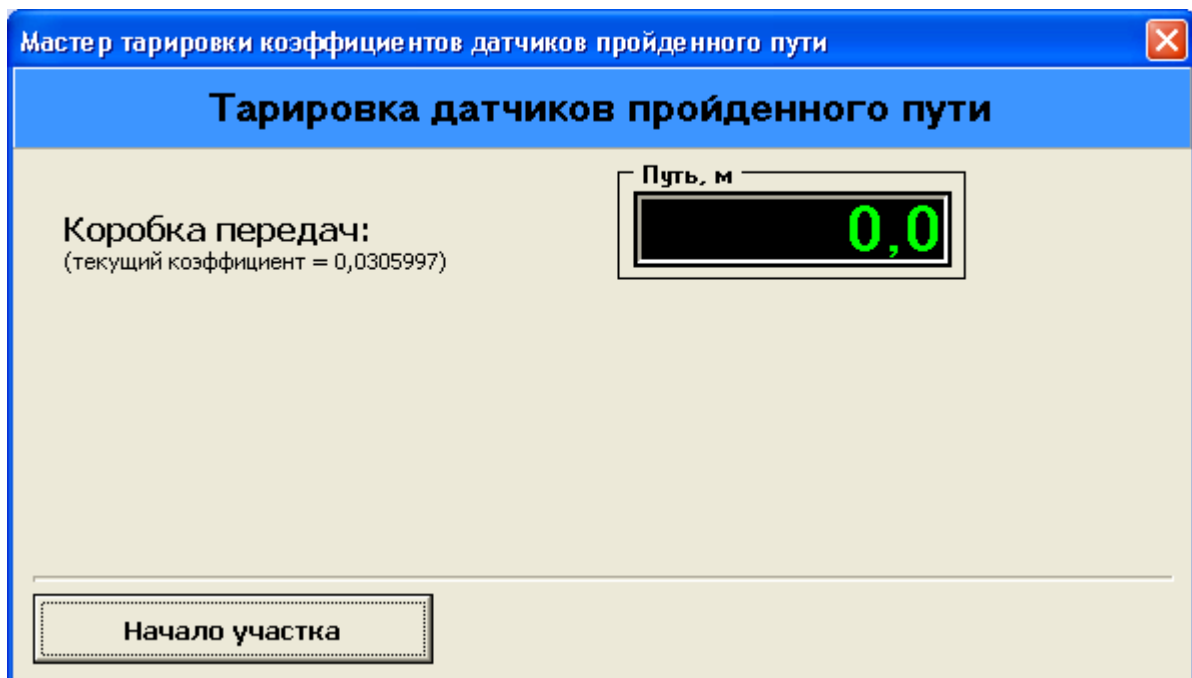 Мастер тарировки коэффициентов датчиков пройденного пути
Тарировка датчиков пройденного пути
Путь, м
0,0
Коробка передач:
(текущий коэффициент = 0,0305997)
Начало участка